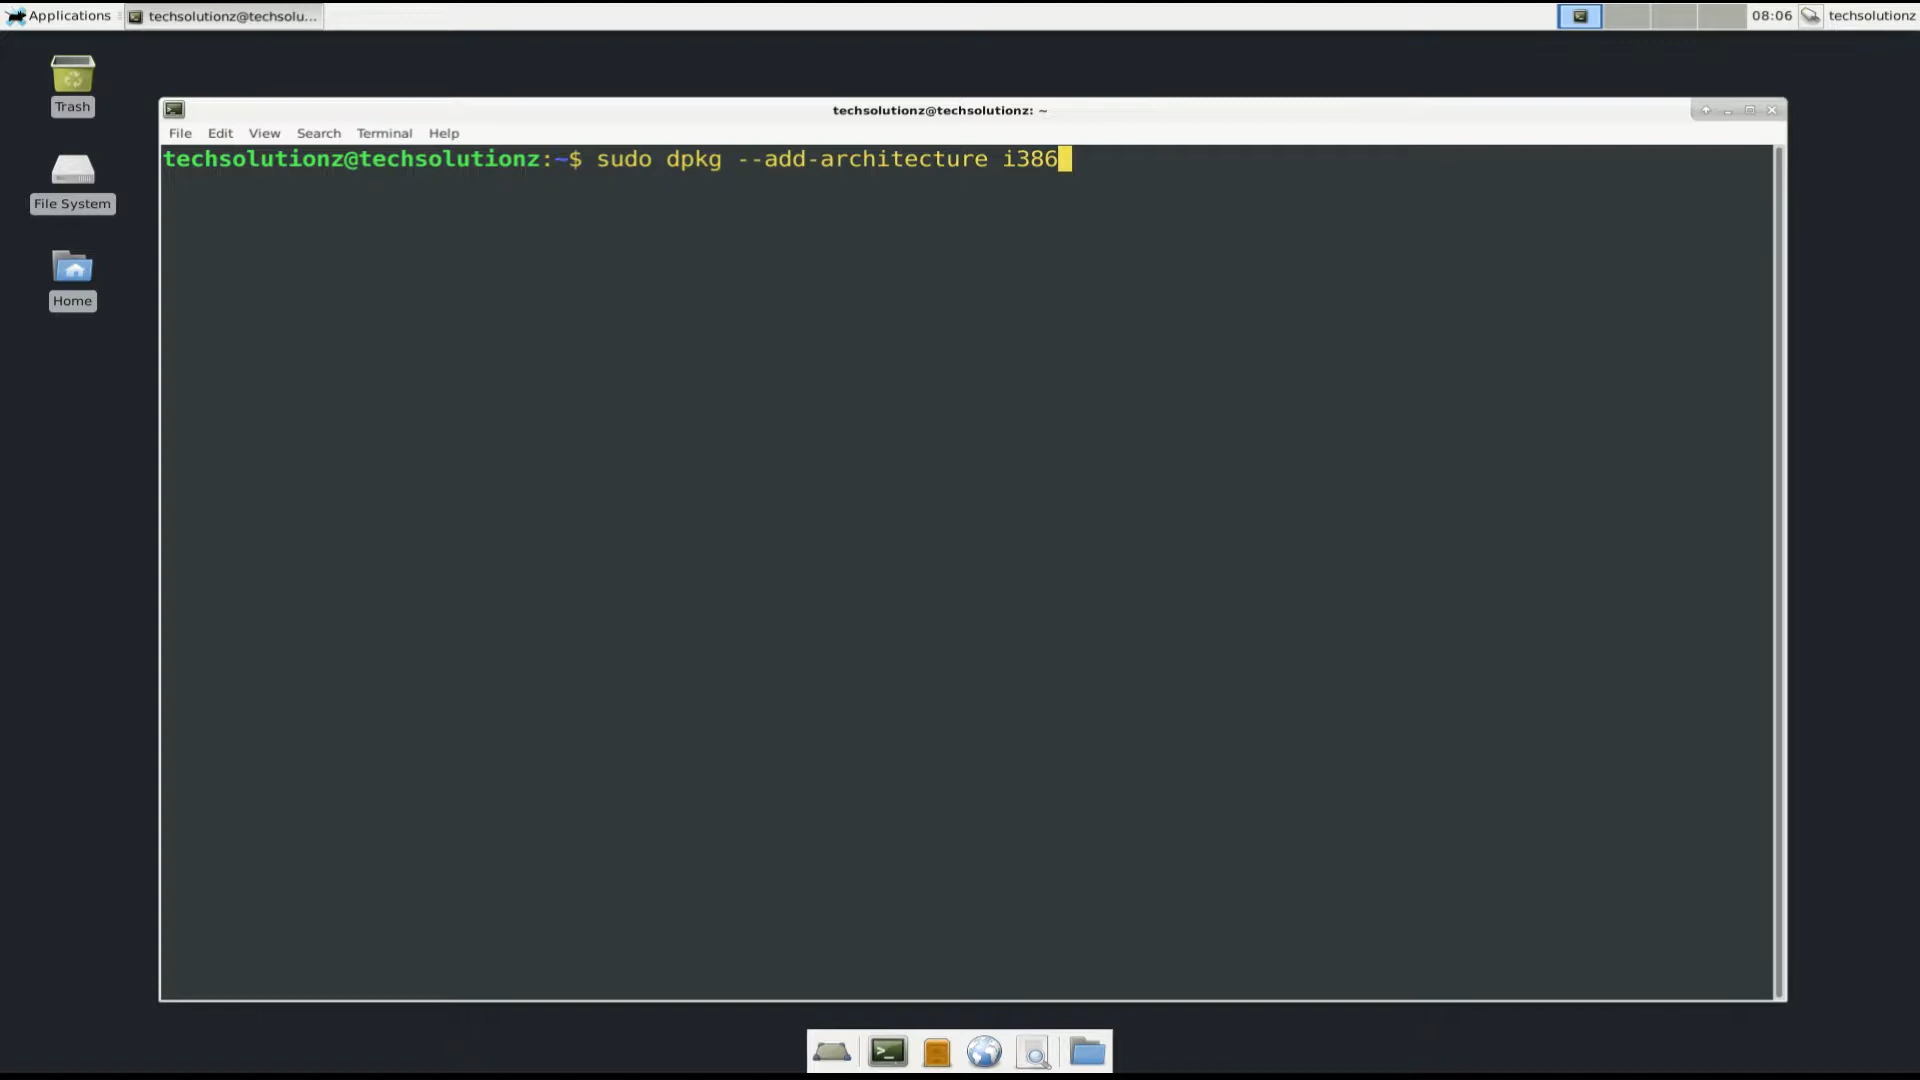 Applications
techsolutionz@techsolu...
08:06
techsolutionz
Trash
File System
Home
techsolutionz@techsolutionz: ~
File Edit View Search Terminal Help
techsolutionz@techsolutionz:~$ sudo dpkg --add-architecture i386